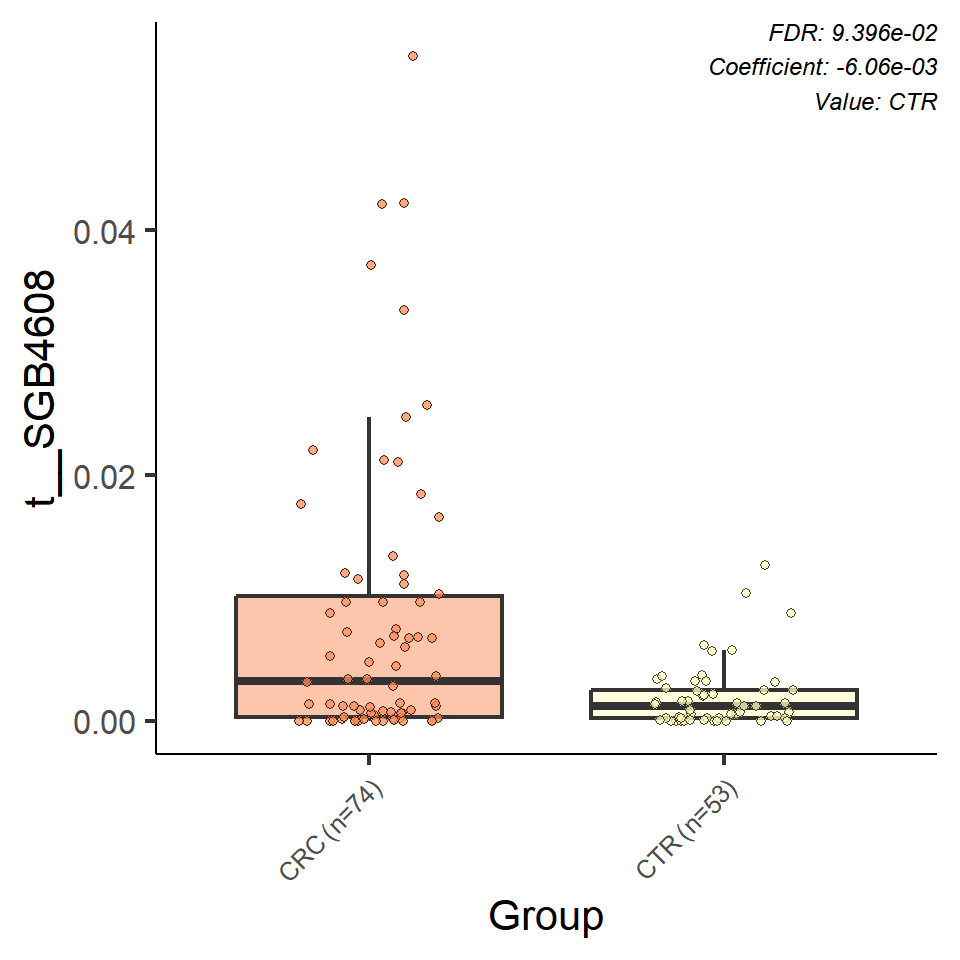 FDR: 9.396e-02
Coefficient: -6.06e-03
Value: CTR
t__SGB4608
0.04
0.02
0.00
CRC (n=74)
CTR (n=53)
Group